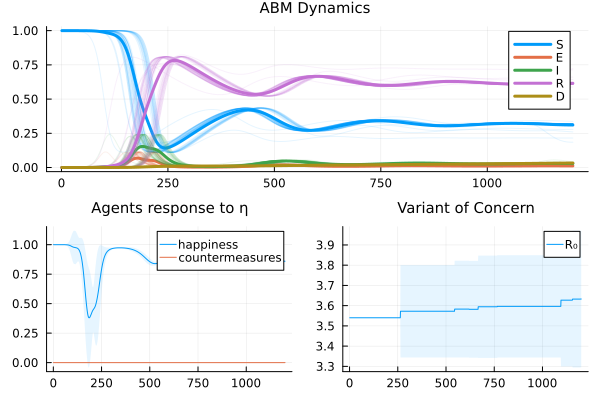 ABM Dynamics
1.00
0.75
0.50
0.25
0.00
0 250 500 750 1000
S
E
I
R
D
Agents response to η
1.00
0.75
0.50
0.25
0.00
0 250 500 750 1000
happiness
countermeasures
Variant of Concern
3.9
3.8
3.7
3.6
3.5
3.4
3.3
0 250 500 750 1000
R₀